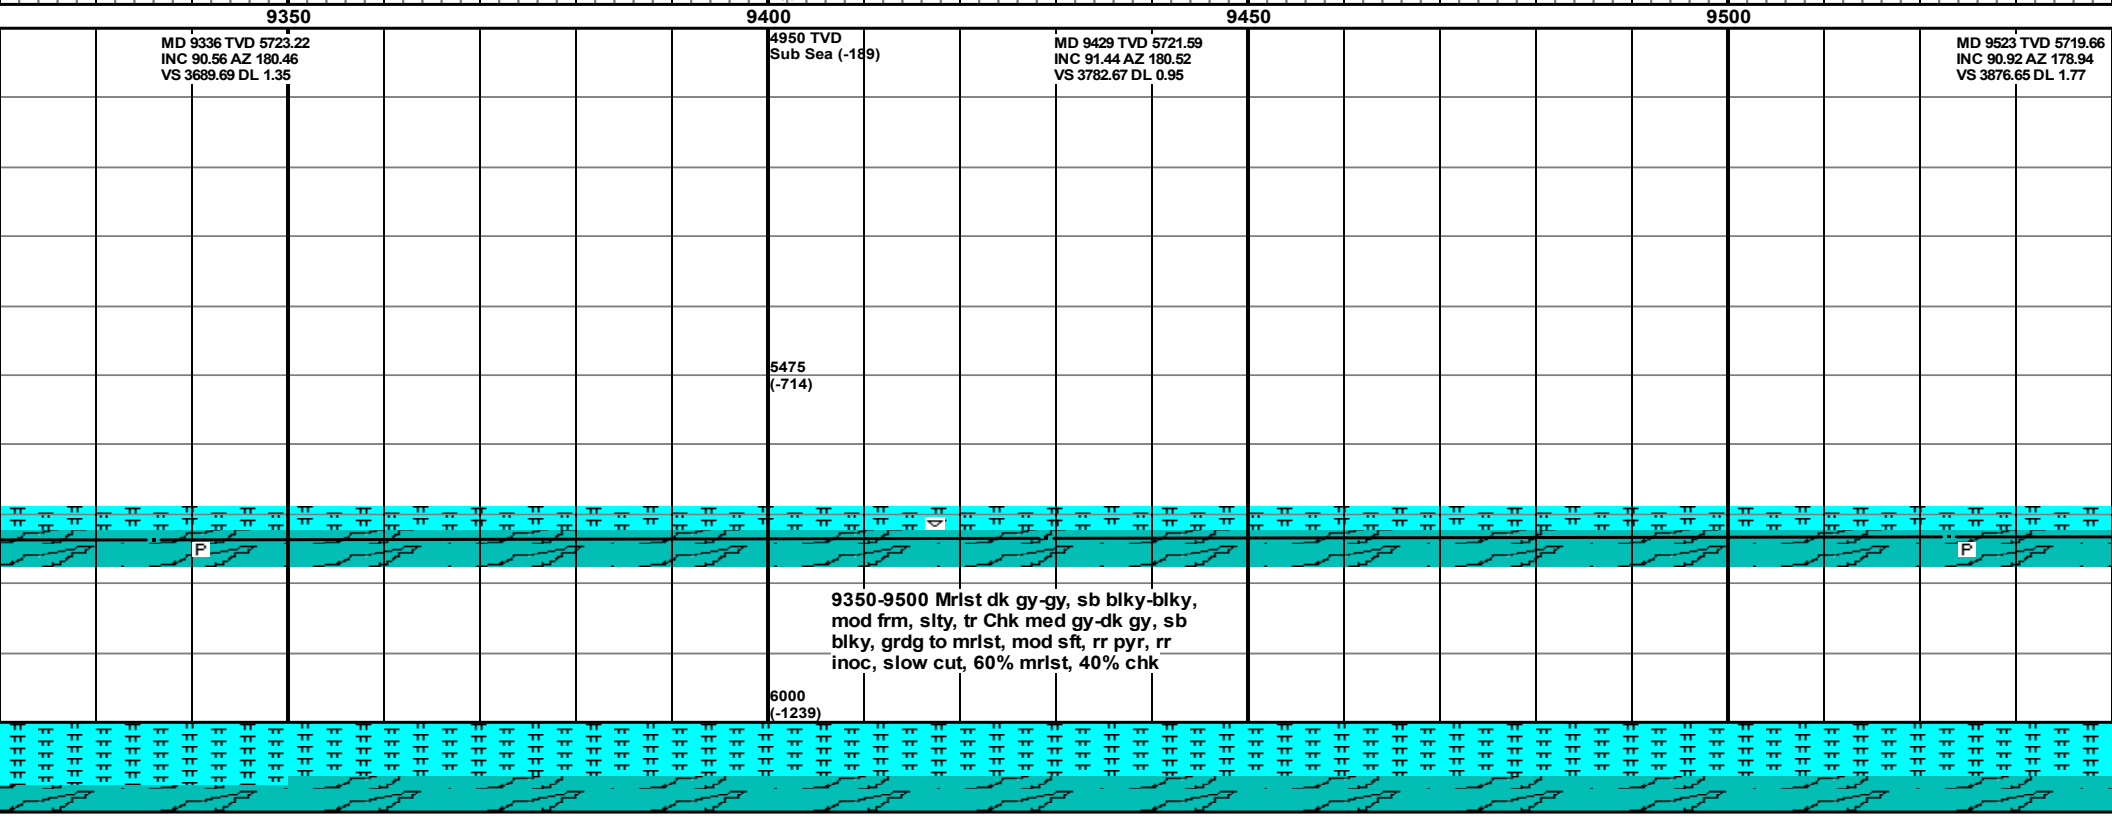 9350 9400 9450 9500
MD 9336 TVD 5723.22
INC 90.56 AZ 180.46
VS 3689.69 DL 1.35
4950 TVD
Sub Sea (-189)
MD 9429 TVD 5721.59
INC 91.44 AZ 180.52
VS 3782.67 DL 0.95
MD 9523 TVD 5719.66
INC 90.92 AZ 178.94
VS 3876.65 DL 1.77
5475
(-714)
P
P
9350-9500 Mrlst dk gy-gy, sb blky-blky,
mod frm, slty, tr Chk med gy-dk gy, sb
blky, grdg to mrlst, mod sft, rr pyr, rr
inoc, slow cut, 60% mrlst, 40% chk
6000
(-1239)